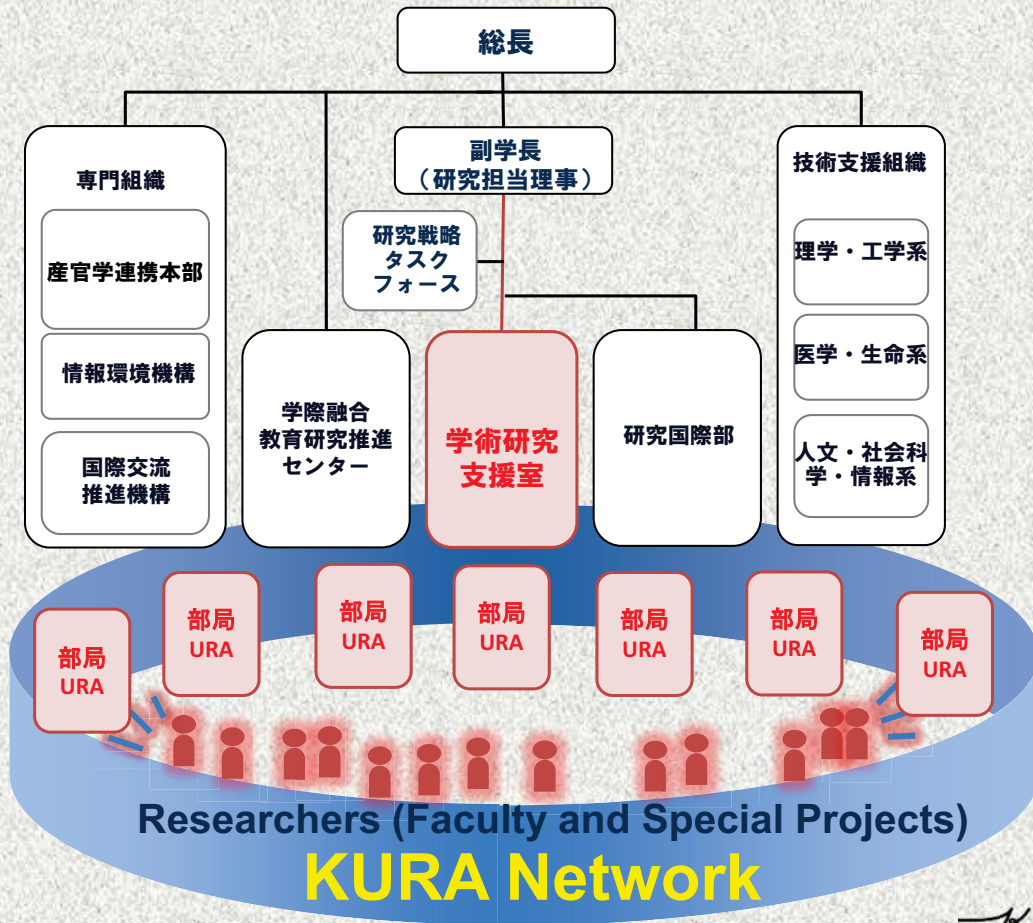 総長
副学長
（研究担当理事）
専門組織
産官学連携本部
情報環境機構
国際交流
推進機構
研究戦略
タスク
フォース
技術支援組織
理学・工学系
医学・生命系
人文・社会科
学・情報系
学際融合
教育研究推進
センター
学術研究
支援室
研究国際部
部局
URA
部局
URA
部局
URA
部局
URA
部局
URA
部局
URA
部局
URA
Researchers (Faculty and Special Projects)
KURA Network